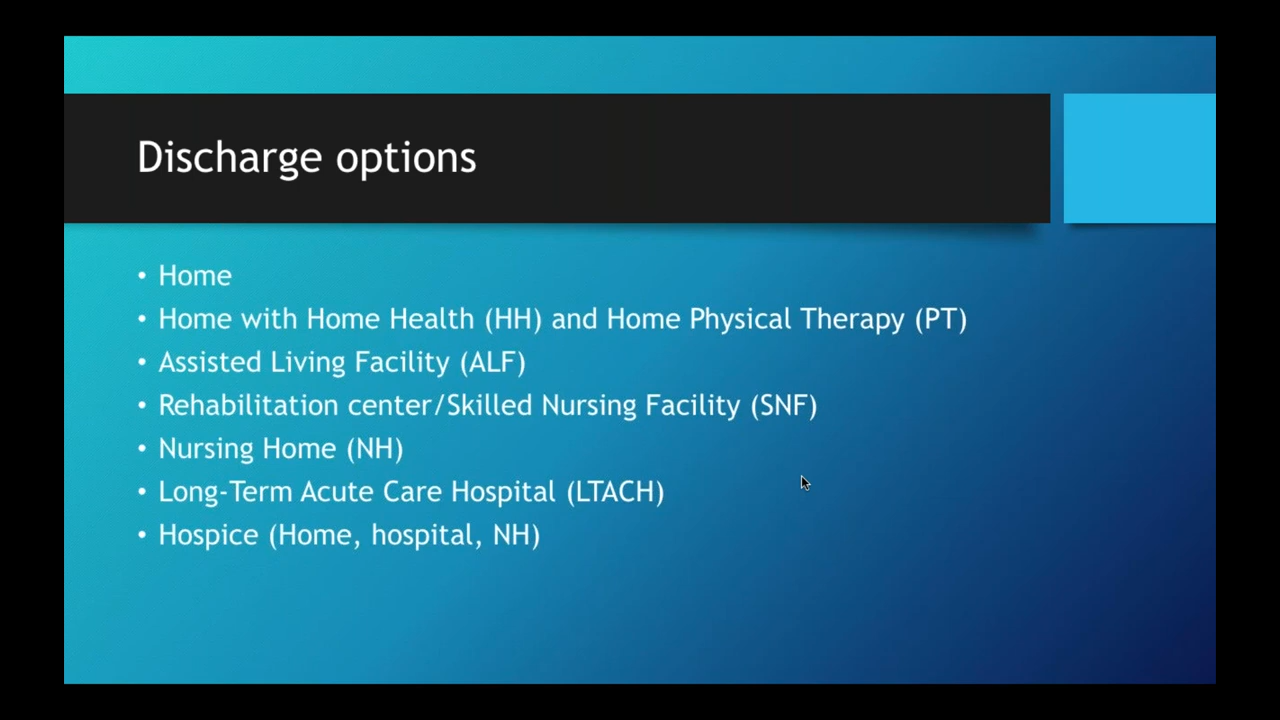 Discharge options
• Home
• Home with Home Health (HH) and Home Physical Therapy (PT)
• Assisted Living Facility (ALF)
• Rehabilitation center/Skilled Nursing Facility (SNF)
• Nursing Home (NH)
• Long-Term Acute Care Hospital (LTACH)
• Hospice (Home, hospital, NH)